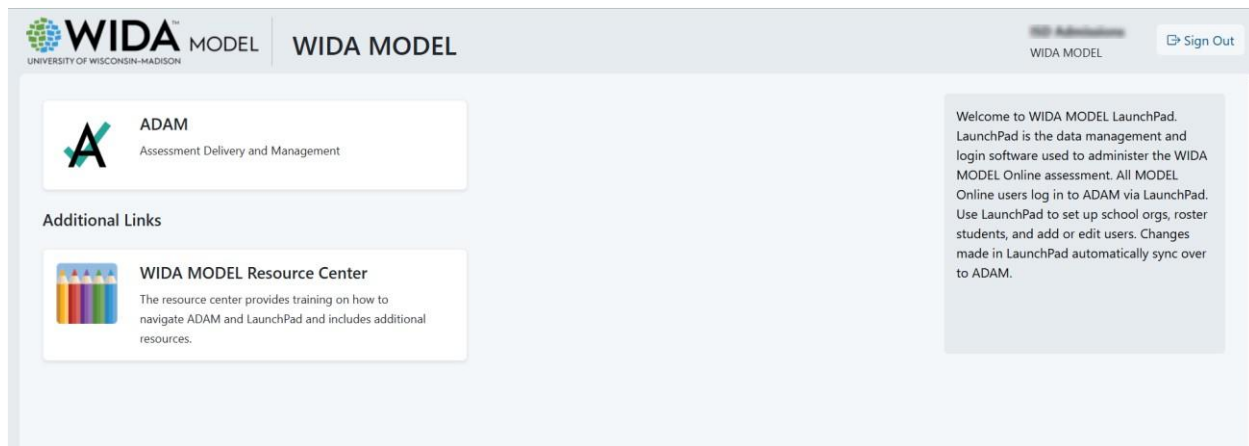 WIDA MODEL
UNIVERSITY OF WISCONSIN–MADISON
WIDA MODEL
WIDA MODEL
Sign Out
ADAM
Assessment Delivery and Management
Additional Links
WIDA MODEL Resource Center
The resource center provides training on how to
navigate ADAM and LaunchPad and includes additional
resources.
Welcome to WIDA MODEL LaunchPad.
LaunchPad is the data management and
login software used to administer the WIDA
MODEL Online assessment. All MODEL
Online users log in to ADAM via LaunchPad.
Use LaunchPad to set up school orgs, roster
students, and add or edit users. Changes
made in LaunchPad automatically sync over
to ADAM.